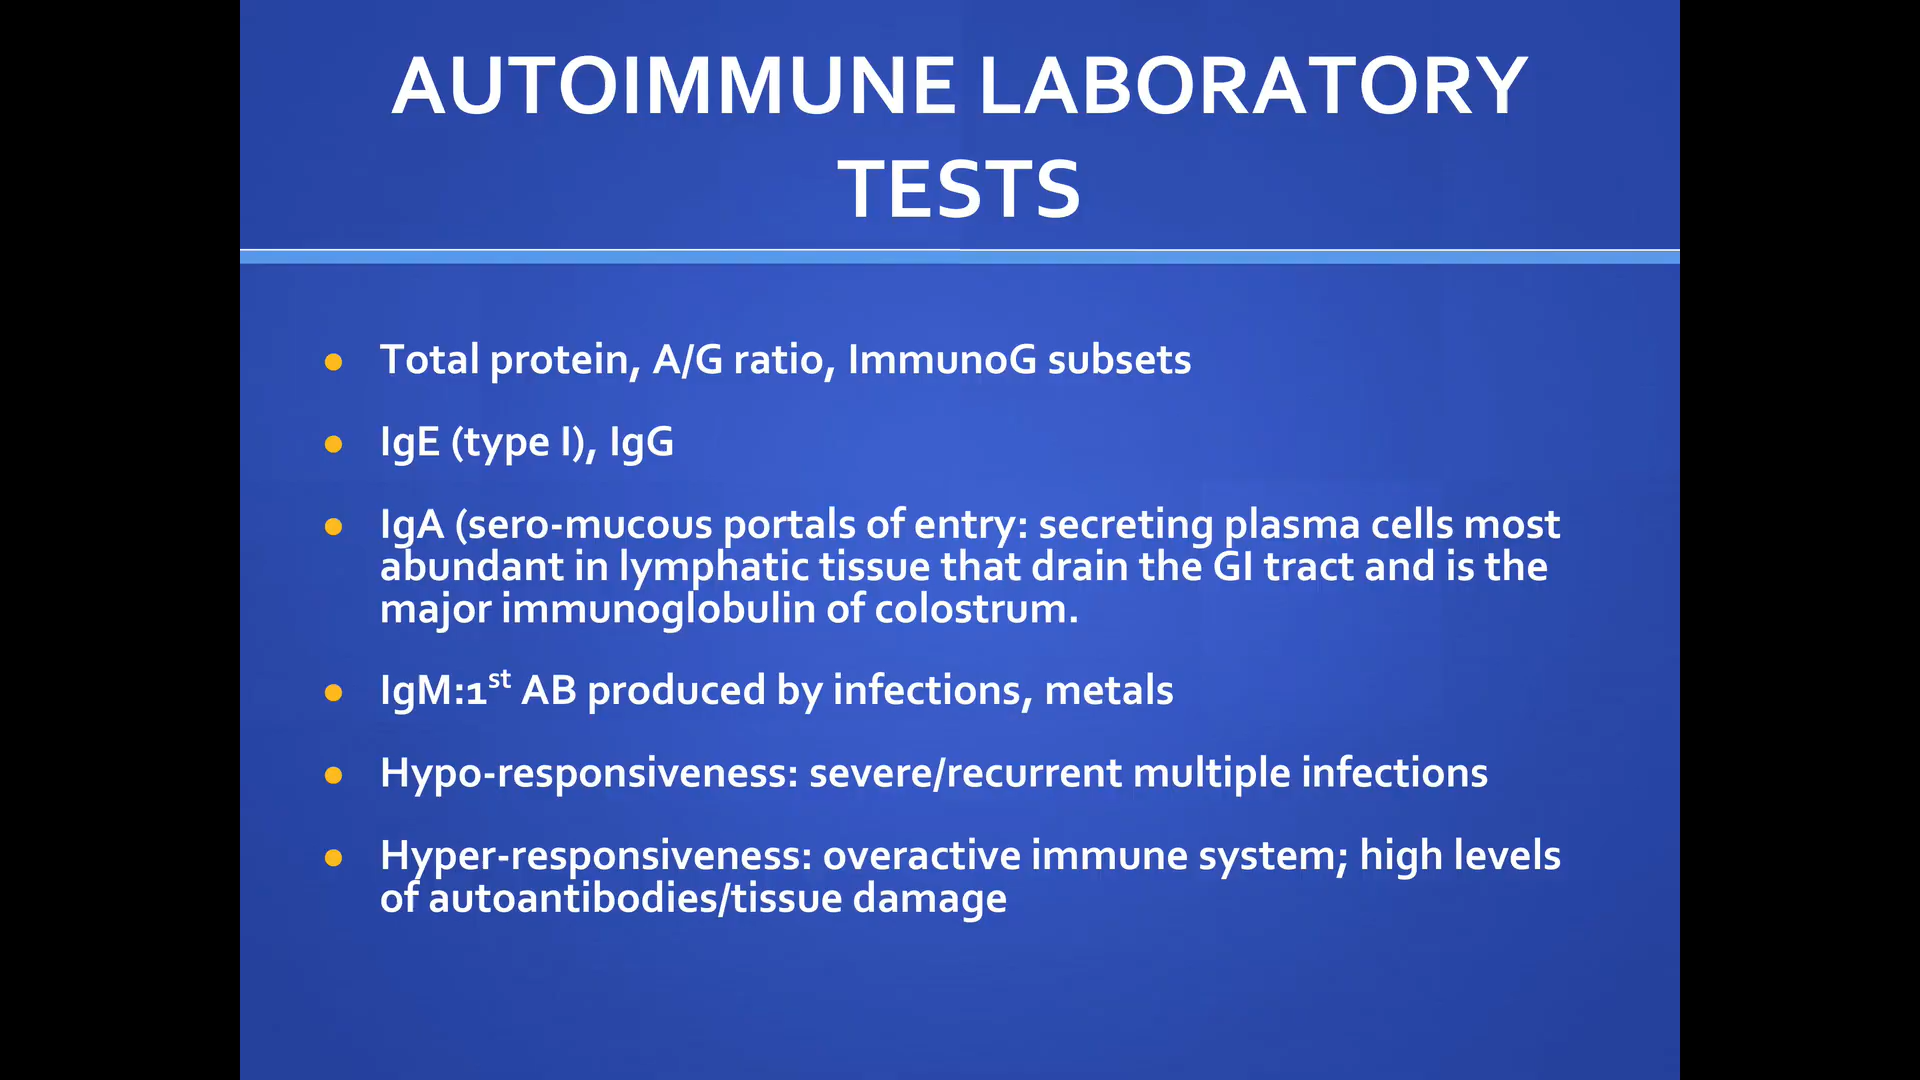 AUTOIMMUNE LABORATORY
TESTS
• Total protein, A/G ratio, ImmunoG subsets
• IgE (type I), IgG
• IgA (sero-mucous portals of entry: secreting plasma cells most
abundant in lymphatic tissue that drain the GI tract and is the
major immunoglobulin of colostrum.
• IgM:1st AB produced by infections, metals
• Hypo-responsiveness: severe/recurrent multiple infections
• Hyper-responsiveness: overactive immune system; high levels
of autoantibodies/tissue damage